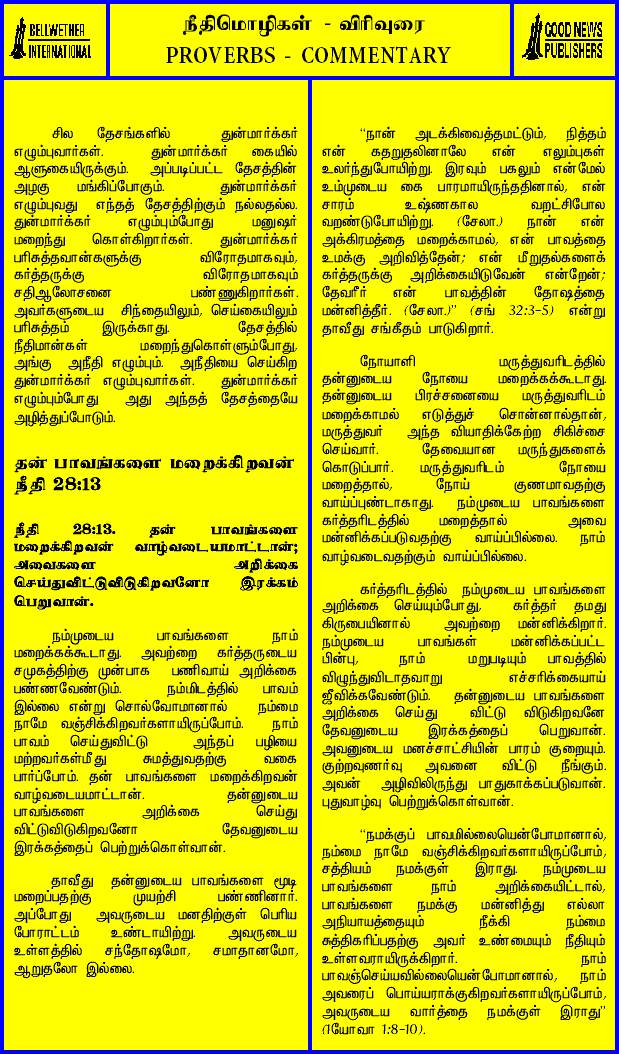 BELLWETHER
INTERNATIONAL
நீதிமொழிகள் - விரிவுரை
PROVERBS - COMMENTARY
GOOD NEWS
PUBLISHERS
சில தேசங்களில் துன்மார்க்கர்
எழும்புவார்கள். துன்மார்க்கர் கையில்
ஆளுகையிருக்கும். அப்படிப்பட்ட தேசத்தின்
அழகு மங்கிப்போகும். துன்மார்க்கர்
எழும்புவது எந்தத் தேசத்திற்கும் நல்லதல்ல.
துன்மார்க்கர் எழும்பும்போது மனுஷர்
மறைந்து கொள்கிறார்கள். துன்மார்க்கர்
பரிசுத்தவான்களுக்கு விரோதமாகவும்,
கர்த்தருக்கு விரோதமாகவும்
சதிஆலோசனை பண்ணுகிறார்கள்.
அவர்களுடைய சிந்தையிலும், செய்கையிலும்
பரிசுத்தம் இருக்காது. தேசத்தில்
நீதிமான்கள் மறைந்துகொள்ளும்போது,
அங்கு அநீதி எழும்பும். அநீதியை செய்கிற
துன்மார்க்கர் எழும்புவார்கள். துன்மார்க்கர்
எழும்பும்போது அது அந்தத் தேசத்தையே
அழித்துப்போடும்.
தன் பாவங்களை மறைக்கிறவன்
நீதி 28:13
நீதி 28:13. தன் பாவங்களை
மறைக்கிறவன் வாழ்வடையமாட்டான்;
அவைகளை அறிக்கை
செய்துவிட்டுவிடுகிறவனோ இரக்கம்
பெறுவான்.
நம்முடைய பாவங்களை நாம்
மறைக்கக்கூடாது. அவற்றை கர்த்தருடைய
சமுகத்திற்கு முன்பாக பணிவாய் அறிக்கை
பண்ணவேண்டும். நம்மிடத்தில் பாவம்
இல்லை என்று சொல்வோமானால் நம்மை
நாமே வஞ்சிக்கிறவர்களாயிருப்போம். நாம்
பாவம் செய்துவிட்டு அந்தப் பழியை
மற்றவர்கள்மீது சுமத்துவதற்கு வகை
பார்ப்போம். தன் பாவங்களை மறைக்கிறவன்
வாழ்வடையமாட்டான். தன்னுடைய
பாவங்களை அறிக்கை செய்து
விட்டுவிடுகிறவனோ தேவனுடைய
இரக்கத்தைப் பெற்றுக்கொள்வான்.
தாவீது தன்னுடைய பாவங்களை மூடி
மறைப்பதற்கு முயற்சி பண்ணினார்.
அப்போது அவருடைய மனதிற்குள் பெரிய
போராட்டம் உண்டாயிற்று. அவருடைய
உள்ளத்தில் சந்தோஷமோ, சமாதானமோ,
ஆறுதலோ இல்லை.
“நான் அடக்கிவைத்தமட்டும், நித்தம்
என் கதறுதலினாலே என் எலும்புகள்
உலர்ந்துபோயிற்று. இரவும் பகலும் என்மேல்
உம்முடைய கை பாரமாயிருந்ததினால், என்
சாரம் உஷ்ணகால வறட்சிபோல
வறண்டுபோயிற்று. (சேலா.) நான் என்
அக்கிரமத்தை மறைக்காமல், என் பாவத்தை
உமக்கு அறிவித்தேன்; என் மீறுதல்களைக்
கர்த்தருக்கு அறிக்கையிடுவேன் என்றேன்;
தேவரீர் என் பாவத்தின் தோஷத்தை
மன்னித்தீர். (சேலா.)” (சங் 32:3-5) என்று
தாவீது சங்கீதம் பாடுகிறார்.
நோயாளி மருத்துவரிடத்தில்
தன்னுடைய நோயை மறைக்கக்கூடாது.
தன்னுடைய பிரச்சனையை மருத்துவரிடம்
மறைக்காமல் எடுத்துச் சொன்னால்தான்,
மருத்துவர் அந்த வியாதிக்கேற்ற சிகிச்சை
செய்வார். தேவையான மருந்துகளைக்
கொடுப்பார். மருத்துவரிடம் நோயை
மறைத்தால், நோய் குணமாவதற்கு
வாய்ப்புண்டாகாது. நம்முடைய பாவங்களை
கர்த்தரிடத்தில் மறைத்தால் அவை
மன்னிக்கப்படுவதற்கு வாய்ப்பில்லை. நாம்
வாழ்வடைவதற்கும் வாய்ப்பில்லை.
கர்த்தரிடத்தில் நம்முடைய பாவங்களை
அறிக்கை செய்யும்போது, கர்த்தர் தமது
கிருபையினால் அவற்றை மன்னிக்கிறார்.
நம்முடைய பாவங்கள் மன்னிக்கப்பட்ட
பின்பு, நாம் மறுபடியும் பாவத்தில்
விழுந்துவிடாதவாறு எச்சரிக்கையாய்
ஜீவிக்கவேண்டும். தன்னுடைய பாவங்களை
அறிக்கை செய்து விட்டு விடுகிறவனே
தேவனுடைய இரக்கத்தைப் பெறுவான்.
அவனுடைய மனச்சாட்சியின் பாரம் குறையும்.
குற்றவுணர்வு அவனை விட்டு நீங்கும்.
அவன் அழிவிலிருந்து பாதுகாக்கப்படுவான்.
புதுவாழ்வு பெற்றுக்கொள்வான்.
“நமக்குப் பாவமில்லையென்போமானால்,
நம்மை நாமே வஞ்சிக்கிறவர்களாயிருப்போம்,
சத்தியம் நமக்குள் இராது. நம்முடைய
பாவங்களை நாம் அறிக்கையிட்டால்,
பாவங்களை நமக்கு மன்னித்து எல்லா
அநியாயத்தையும் நீக்கி நம்மை
சுத்திகரிப்பதற்கு அவர் உண்மையும் நீதியும்
உள்ளவராயிருக்கிறார். நாம்
பாவஞ்செய்யவில்லையென்போமானால், நாம்
அவரைப் பொய்யராக்குகிறவர்களாயிருப்போம்,
அவருடைய வார்த்தை நமக்குள் இராது”
(1யோவா 1:8-10).